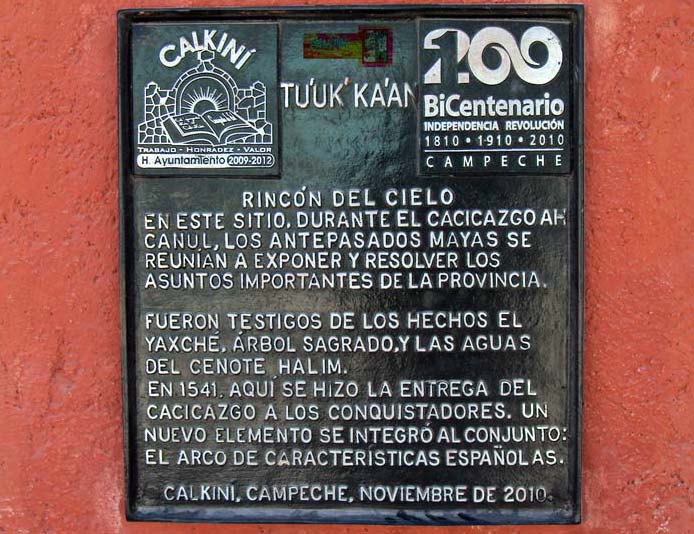 CALKINÍ
TRABAJO - HONRADEZ - VALOR
H. Ayuntamiento 2009-2012
TU'UK' KA'AN
200
BiCentenario
INDEPENDENCIA REVOLUCIÓN
1810 • 1910 • 2010
CAMPECHE
RINCÓN DEL CIELO
EN ESTE SITIO, DURANTE EL CACICAZGO AH
CANUL, LOS ANTEPASADOS MAYAS SE
REUNÍAN A EXPONER Y RESOLVER LOS
ASUNTOS IMPORTANTES DE LA PROVINCIA.
FUERON TESTIGOS DE LOS HECHOS EL
YAXCHÉ, ÁRBOL SAGRADO, Y LAS AGUAS
DEL CENOTE HALIM.
EN 1541, AQUÍ SE HIZO LA ENTREGA DEL
CACICAZGO A LOS CONQUISTADORES. UN
NUEVO ELEMENTO SE INTEGRÓ AL CONJUNTO:
EL ARCO DE CARACTERÍSTICAS ESPAÑOLAS.
CALKINI, CAMPECHE, NOVIEMBRE DE 2010